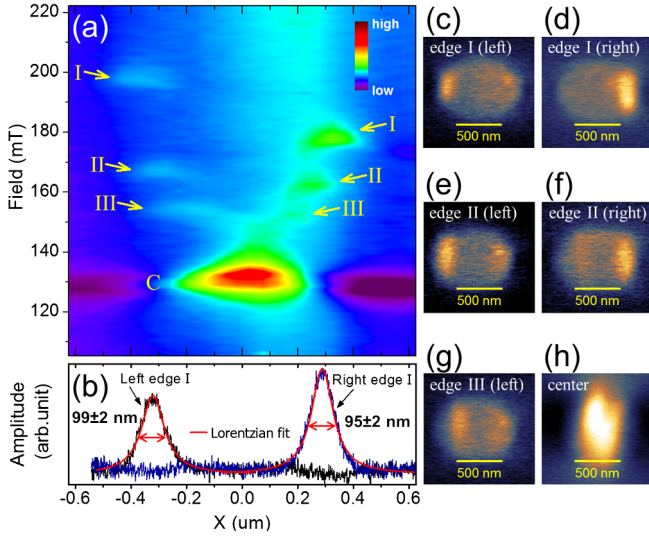 (a)
high
low
I
I
II
II
III
III
C
220
200
180
160
140
120
Field (mT)
(b)
Left edge I
Right edge I
99±2 nm
95±2 nm
Lorentzian fit
Amplitude
(arb.unit)
-0.6 -0.4 -0.2 0.0 0.2 0.4 0.6
X (um)
(c)
edge I (left)
500 nm
(d)
edge I (right)
500 nm
(e)
edge II (left)
500 nm
(f)
edge II (right)
500 nm
(g)
edge III (left)
500 nm
(h)
center
500 nm